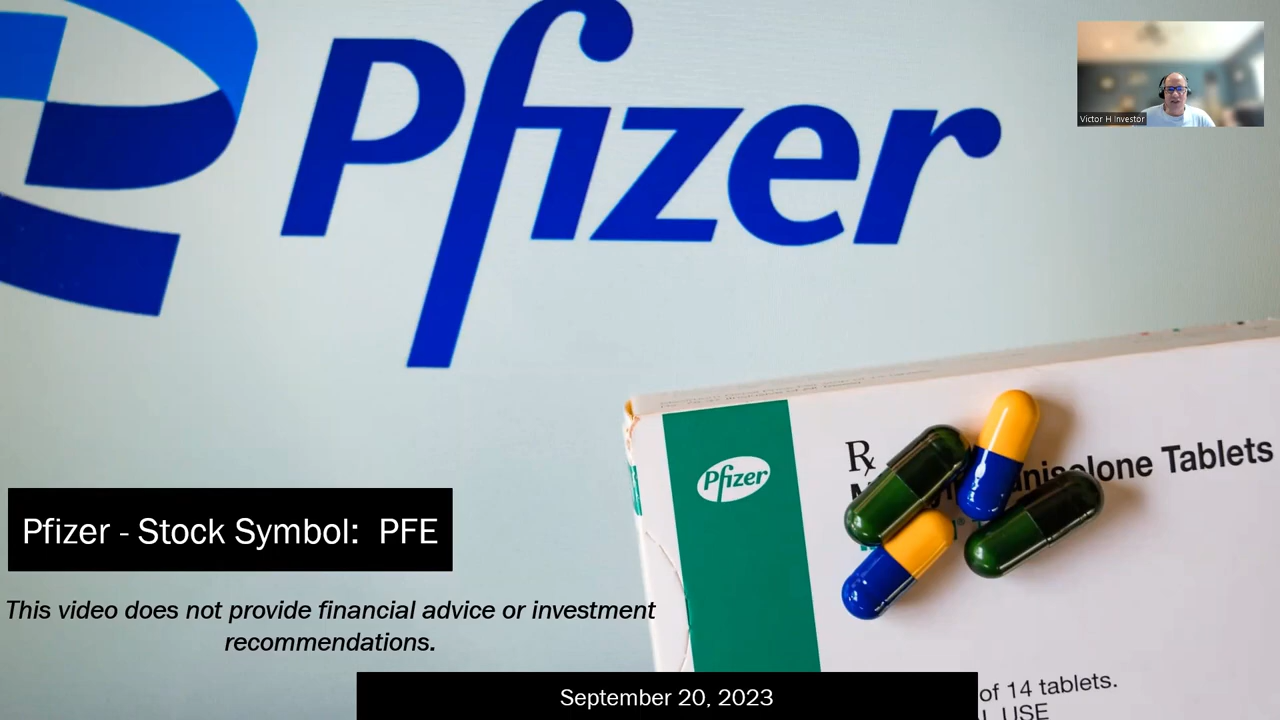 Pfizer
Victor H Investor
Pfizer
Rx
nisolone Tablets
Pfizer - Stock Symbol:  PFE
This video does not provide financial advice or investment
recommendations.
of 14 tablets.
September 20, 2023
USE